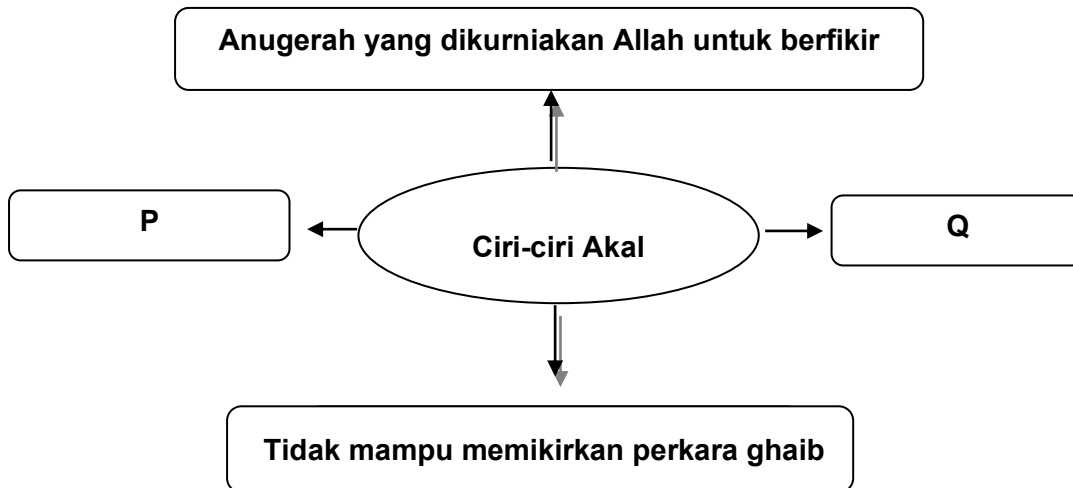 Anugerah yang dikurniakan Allah untuk berfikir
P
Q
Ciri-ciri Akal
Tidak mampu memikirkan perkara ghaib